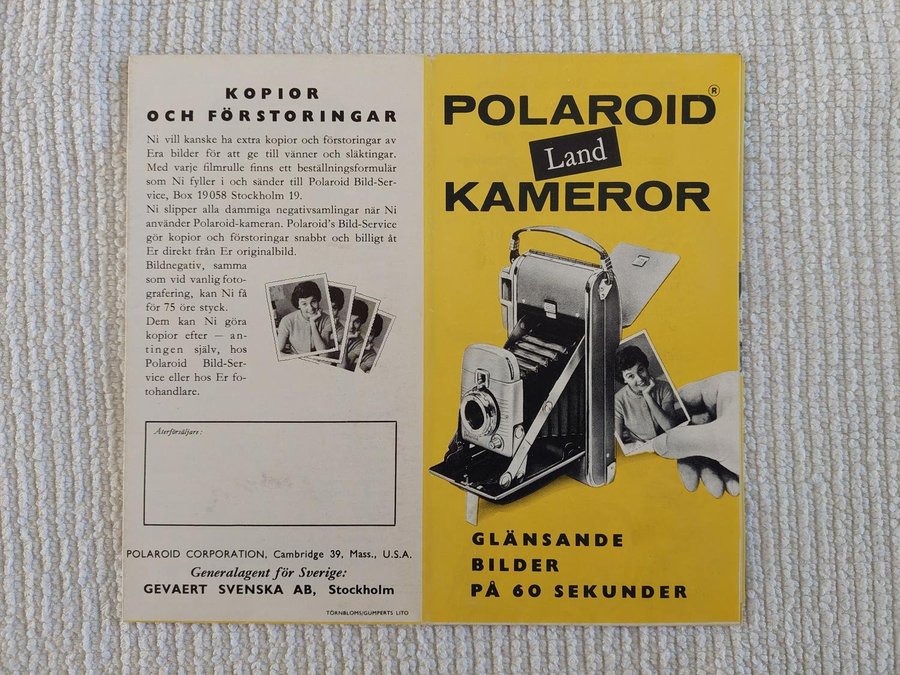 KOPIOR
OCH FÖRSTORINGAR
Ni vill kanske ha extra kopior och förstoringar av
Era bilder för att ge till vänner och släktingar.
Med varje filmrulle finns ett beställningsformulär
som Ni fyller i och sänder till Polaroid Bild-Ser-
vice, Box 19058 Stockholm 19.
Ni slipper alla dammiga negativsamlingar när Ni
använder Polaroid-kameran. Polaroid's Bild-Service
gör kopior och förstoringar snabbt och billigt åt
Er direkt från Er originalbild.
Bildnegativ, samma
som vid vanlig foto-
grafering, kan Ni få
för 75 öre styck.
Dem kan Ni göra
kopior efter — an-
tingen själv, hos
Polaroid Bild-Ser-
vice eller hos Er fo-
tohandlare.
Återförsäljare:
POLAROID CORPORATION, Cambridge 39, Mass., U.S.A.
Generalagent för Sverige:
GEVAERT SVENSKA AB, Stockholm
TÖRNBLOMS/GUMPERTS LITO
POLAROID®
Land
KAMEROR
GLÄNSANDE
BILDER
PÅ 60 SEKUNDER